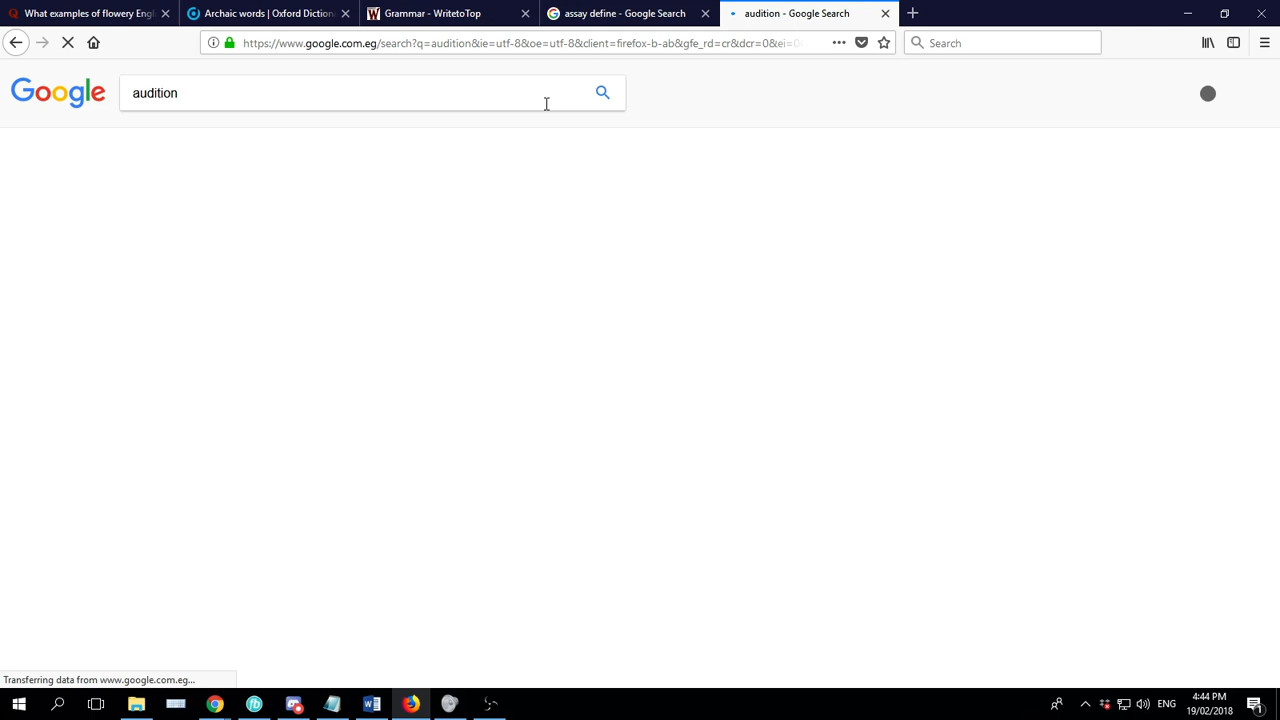 What examples of flowery Engl
Archaic words | Oxford Diction
Grammar - WritetoTop
assay define - Google Search
audition - Google Search
https://www.google.com.eg/search?q=audition&ie=utf-8&oe=utf-8&client=firefox-b-ab&gfe_rd=cr&dcr=0&ei=0
Search
Google
audition
Transferring data from www.google.com.eg...
ENG
4:44 PM
19/02/2018